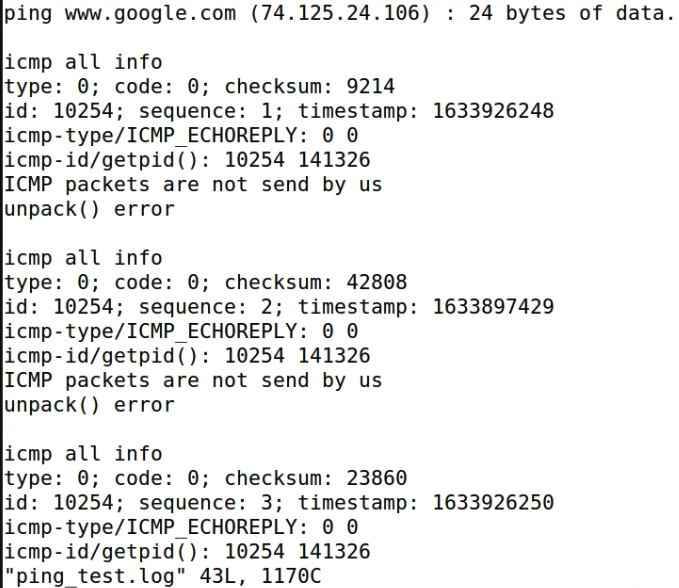 ping www.google.com (74.125.24.106) : 24 bytes of data.
icmp all info
type: 0; code: 0; checksum: 9214
id: 10254; sequence: 1; timestamp: 1633926248
icmp-type/ICMP_ECHOREPLY: 0 0
icmp-id/getpid(): 10254 141326
ICMP packets are not send by us
unpack() error
icmp all info
type: 0; code: 0; checksum: 42808
id: 10254; sequence: 2; timestamp: 1633897429
icmp-type/ICMP_ECHOREPLY: 0 0
icmp-id/getpid(): 10254 141326
ICMP packets are not send by us
unpack() error
icmp all info
type: 0; code: 0; checksum: 23860
id: 10254; sequence: 3; timestamp: 1633926250
icmp-type/ICMP_ECHOREPLY: 0 0
icmp-id/getpid(): 10254 141326
"ping_test.log" 43L, 1170C